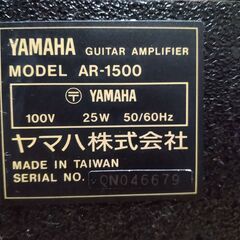 YAMAHA GUITAR AMPLIFIER
MODEL AR-1500
〒 YAMAHA
100V 25W 50/60Hz
ヤマハ株式会社
MADE IN TAIWAN
SERIAL NO. QN046679